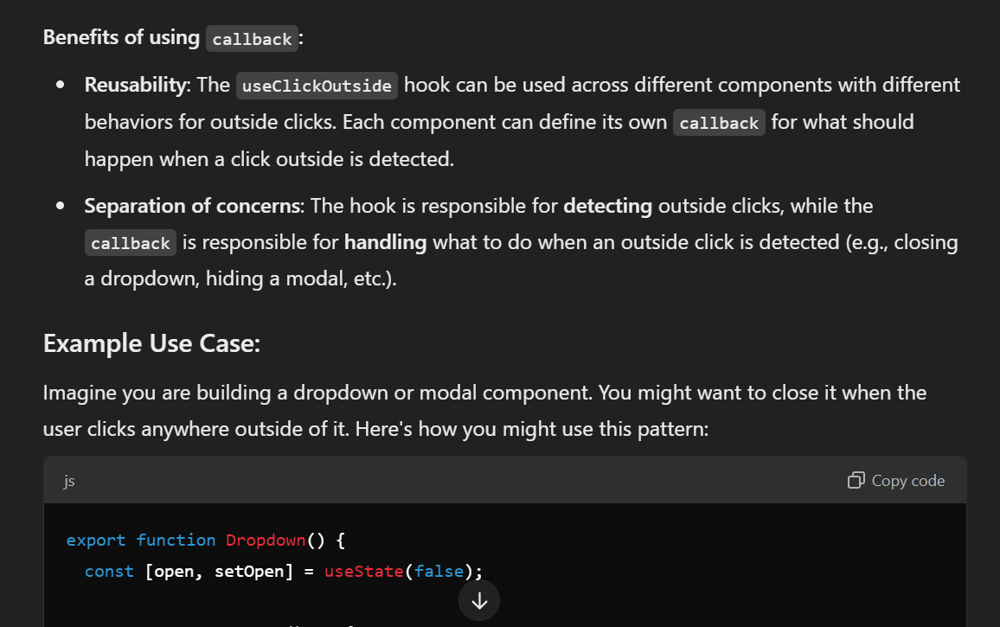 Benefits of using callback:
• Reusability: The useClickOutside hook can be used across different components with different
behaviors for outside clicks. Each component can define its own callback for what should
happen when a click outside is detected.
• Separation of concerns: The hook is responsible for detecting outside clicks, while the
callback is responsible for handling what to do when an outside click is detected (e.g., closing
a dropdown, hiding a modal, etc.).
Example Use Case:
Imagine you are building a dropdown or modal component. You might want to close it when the
user clicks anywhere outside of it. Here's how you might use this pattern:
js Copy code
export function Dropdown() {
const [open, setOpen] = useState(false);